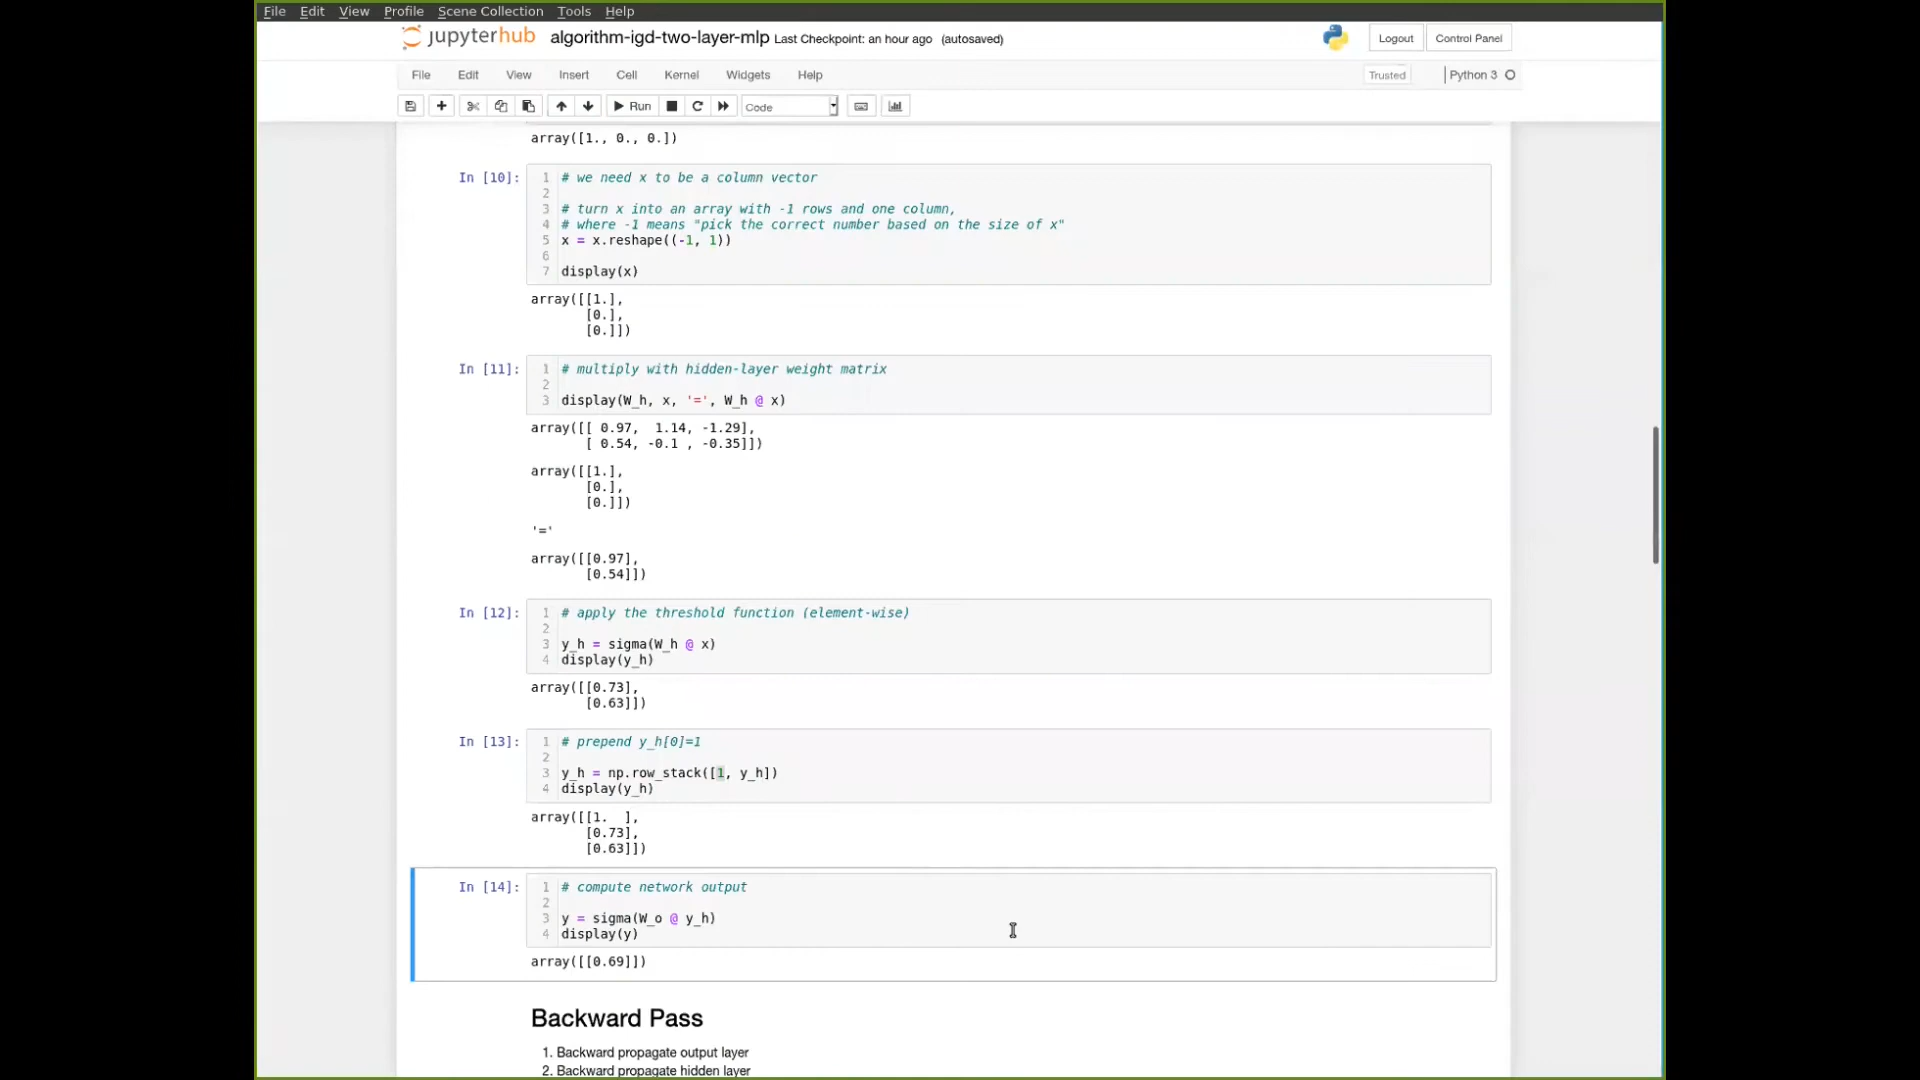 File Edit View Profile Scene Collection Tools Help
jupyterhub algorithm-igd-two-layer-mlp Last Checkpoint: an hour ago (autosaved) Logout Control Panel
File Edit View Insert Cell Kernel Widgets Help Trusted Python 3
Run Code
array([1., 0., 0.])
In [10]: 1 # we need x to be a column vector
2
3 # turn x into an array with -1 rows and one column,
4 # where -1 means "pick the correct number based on the size of x"
5 x = x.reshape((-1, 1))
6
7 display(x)
array([[1.],
[0.],
[0.]])
In [11]: 1 # multiply with hidden-layer weight matrix
2
3 display(W_h, x, '=', W_h @ x)
array([[ 0.97, 1.14, -1.29],
[ 0.54, -0.1 , -0.35]])
array([[1.],
[0.],
[0.]])
'='
array([[0.97],
[0.54]])
In [12]: 1 # apply the threshold function (element-wise)
2
3 y_h = sigma(W_h @ x)
4 display(y_h)
array([[0.73],
[0.63]])
In [13]: 1 # prepend y_h[0]=1
2
3 y_h = np.row_stack([1, y_h])
4 display(y_h)
array([[1. ],
[0.73],
[0.63]])
In [14]: 1 # compute network output
2
3 y = sigma(W_o @ y_h)
4 display(y)
array([[0.69]])
Backward Pass
1. Backward propagate output layer
2. Backward propagate hidden layer